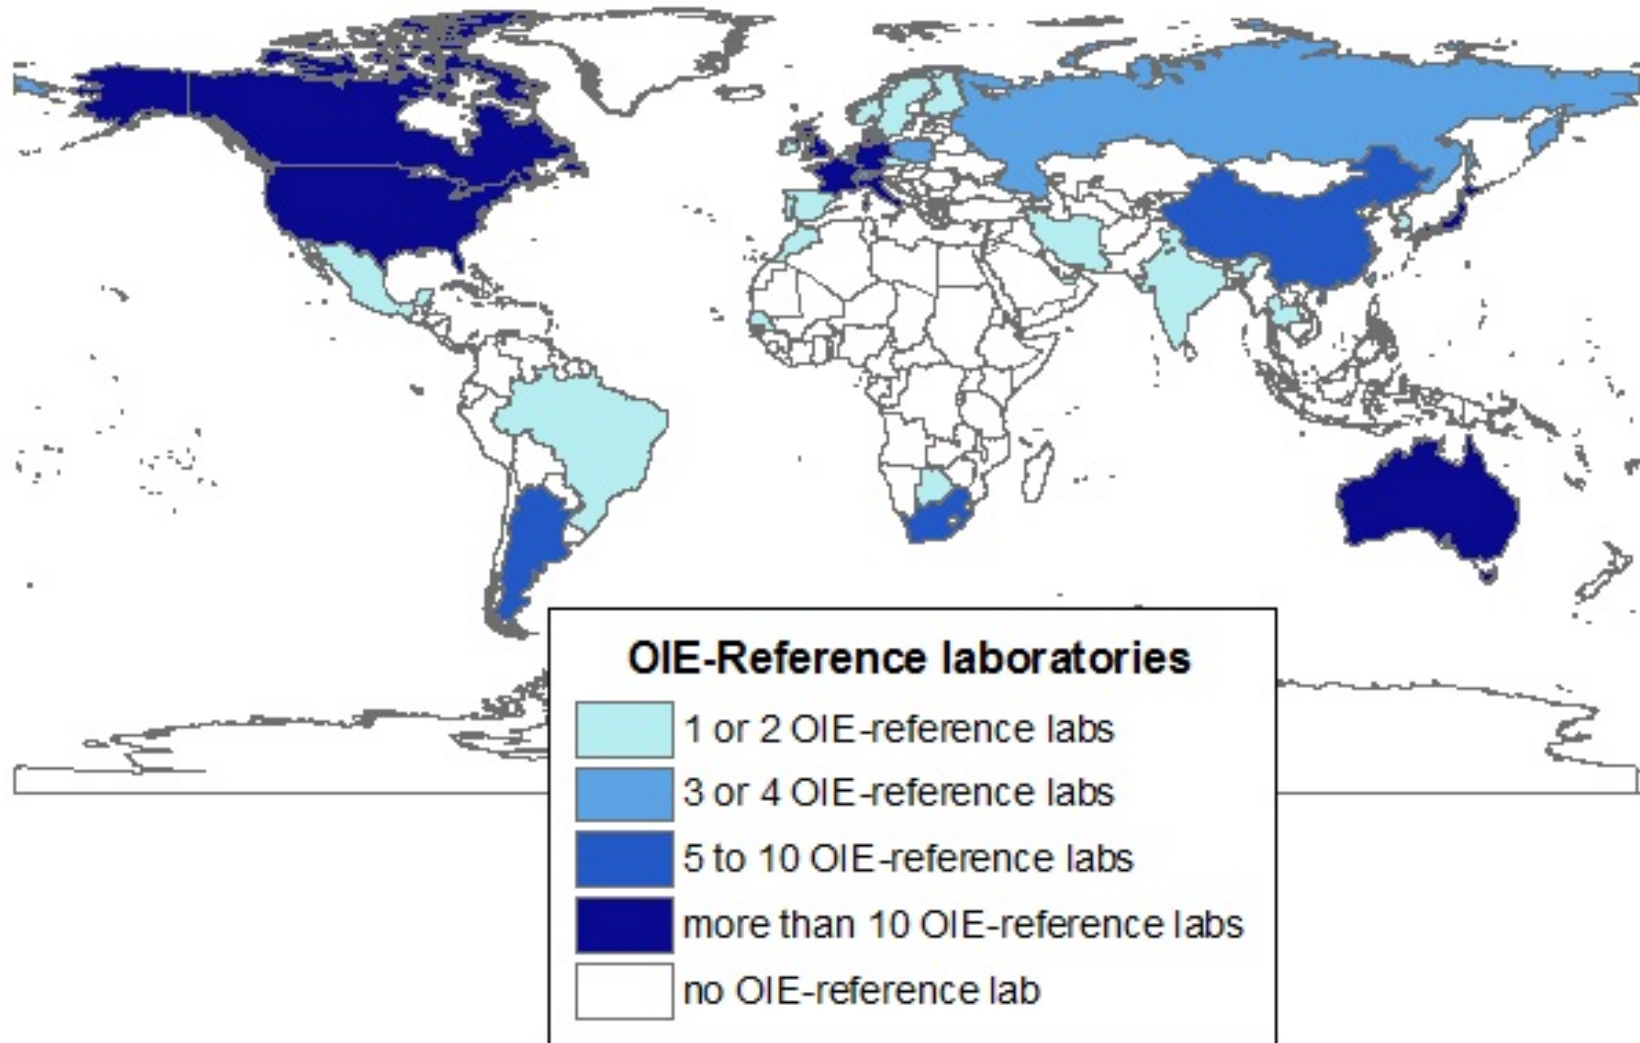 OIE-Reference laboratories
1 or 2 OIE-reference labs
3 or 4 OIE-reference labs
5 to 10 OIE-reference labs
more than 10 OIE-reference labs
no OIE-reference lab